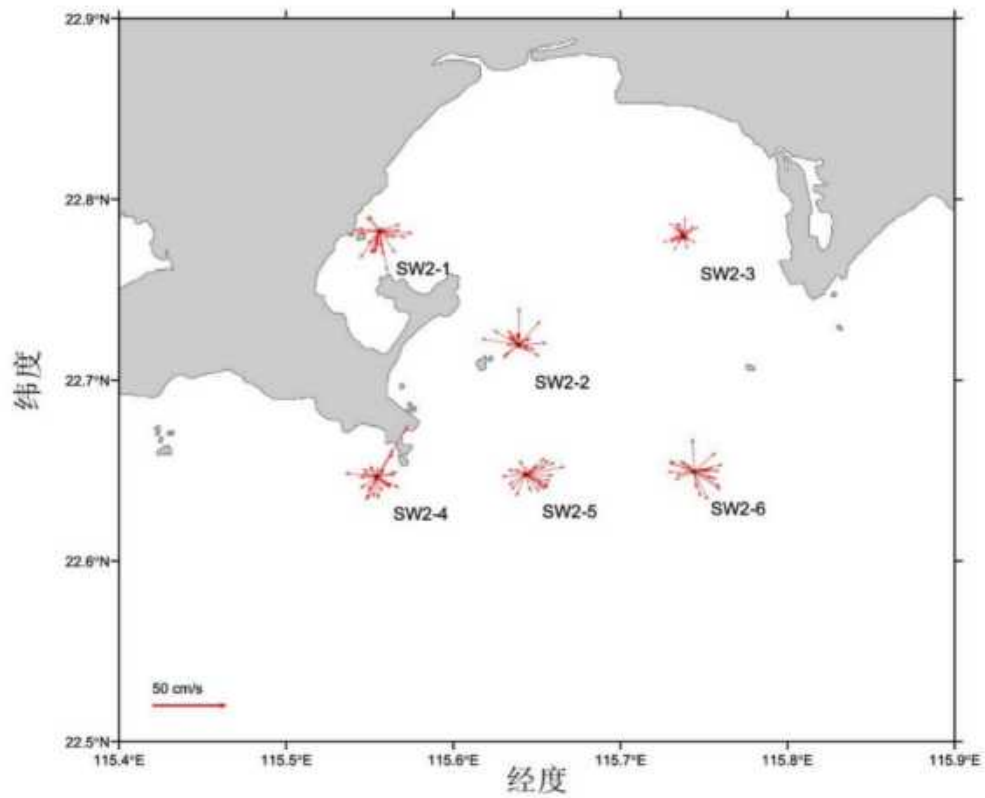 22.9°N
22.8°N
SW2-1
SW2-3
22.7°N
SW2-2
纬度
SW2-4
SW2-5
SW2-6
22.6°N
50 cm/s
22.5°N
115.4°E
115.5°E
115.6°E
115.7°E
115.8°E
115.9°E
经度